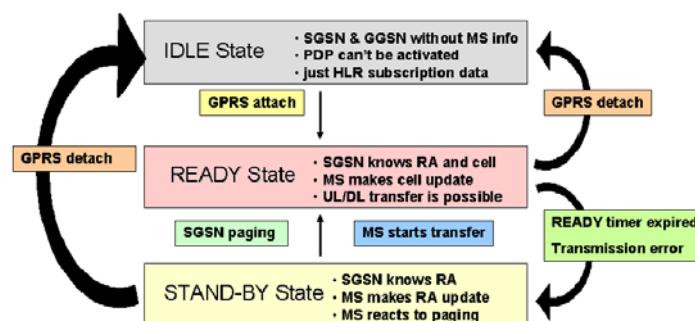 IDLE State
· SGSN & GGSN without MS info
· PDP can't be activated
· just HLR subscription data
GPRS attach
GPRS detach
GPRS detach
READY State
· SGSN knows RA and cell
· MS makes cell update
· UL/DL transfer is possible
SGSN paging
MS starts transfer
READY timer expired
Transmission error
STAND-BY State
· SGSN knows RA
· MS makes RA update
· MS reacts to paging